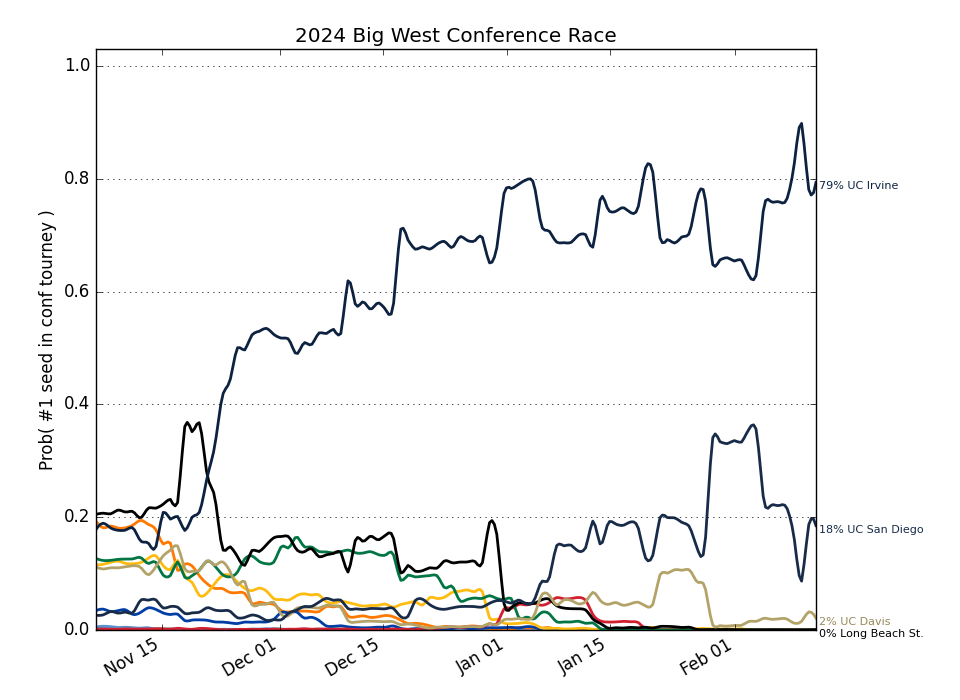 2024 Big West Conference Race
Prob( #1 seed in conf tourney )
1.0
0.8
0.6
0.4
0.2
0.0
79% UC Irvine
18% UC San Diego
2% UC Davis
0% Long Beach St.
Nov 15
Dec 01
Dec 15
Jan 01
Jan 15
Feb 01